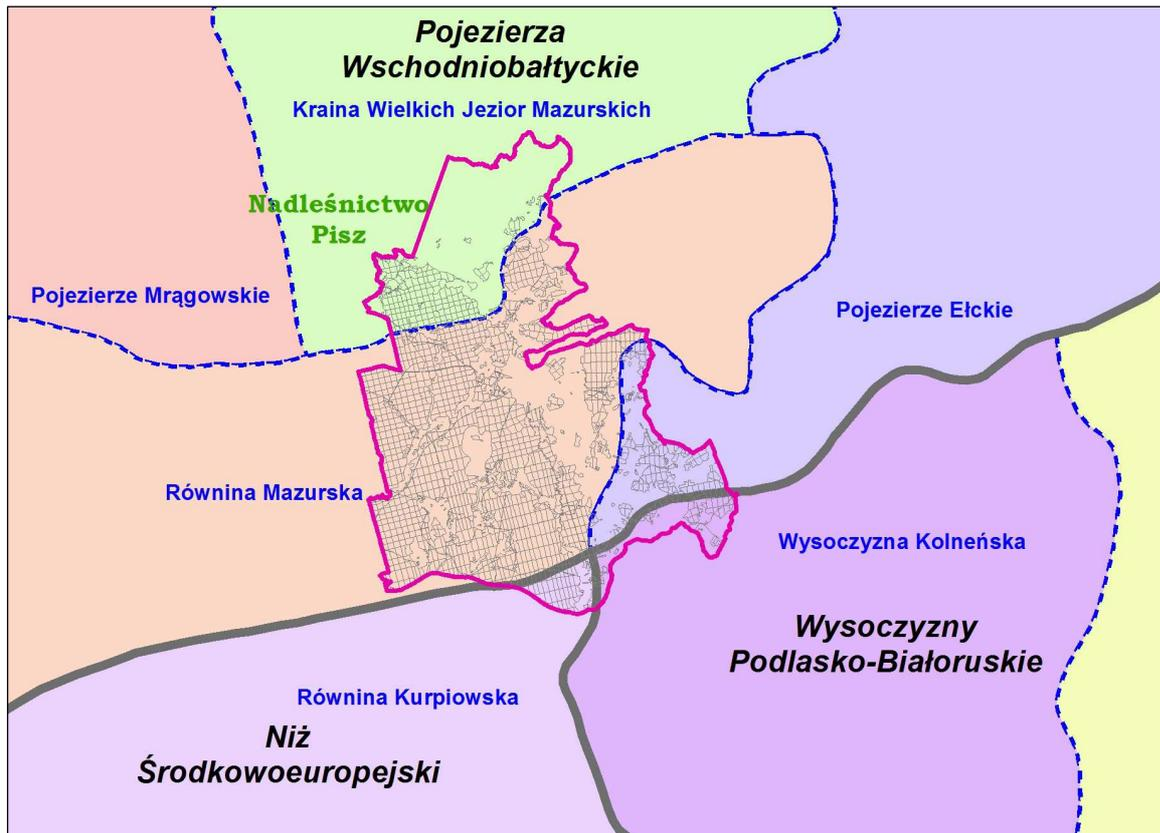 Pojezierza
Wschodniobałtyckie
Kraina Wielkich Jezior Mazurskich
Nadleśnictwo
Pisz
Pojezierze Mrągowskie
Pojezierze Ełckie
Równina Mazurska
Wysoczyzna Kolneńska
Wysoczyzny
Podlasko-Białoruskie
Równina Kurpiowska
Niż
Środkowoeuropejski